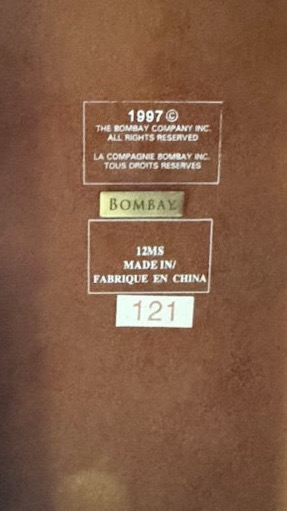 1997©
THE BOMBAY COMPANY INC.
ALL RIGHTS RESERVED
LA COMPAGNIE BOMBAY INC.
TOUS DROITS RESERVES
BOMBAY
12MS
MADE IN/
FABRIQUE EN CHINA
121